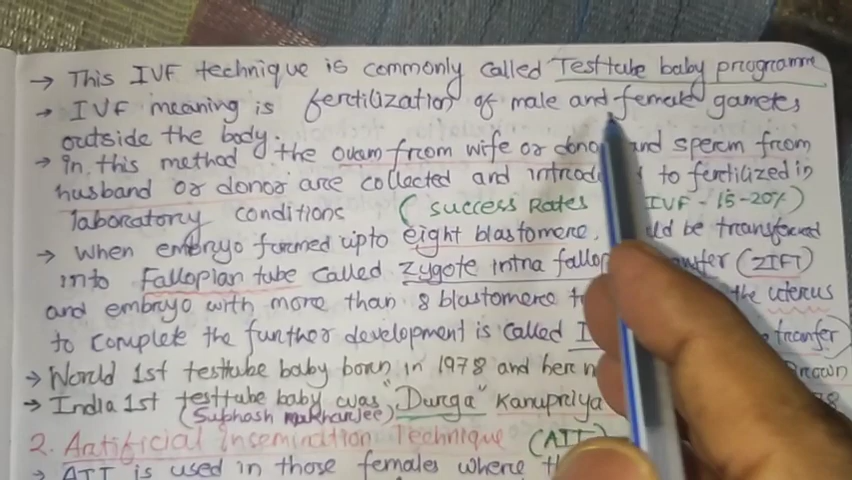 → This IVF technique is commonly called Testtube baby programme
→ IVF meaning is fertilization of male and female gametes
outside the body.
→ In this method the ovum from wife or donor and sperm from
husband or donor are collected and to fertilized in
laboratory conditions (Success Rates IVF - 15-20%)
→ When embryo formed upto eight blastomere, be transferred
into Fallopian tube called zygote intra (ZIFT)
and embryo with more than 8 blastomere the uterus
to complete the further development is called
→ World 1st testtube baby born in 1978 and her Brown
→ India 1st testtube baby was "Durga" Kanupriya
(Subhash mukharjee)
2. Artificial Insemination Technique (AIT)
→ AIT is used in those females where